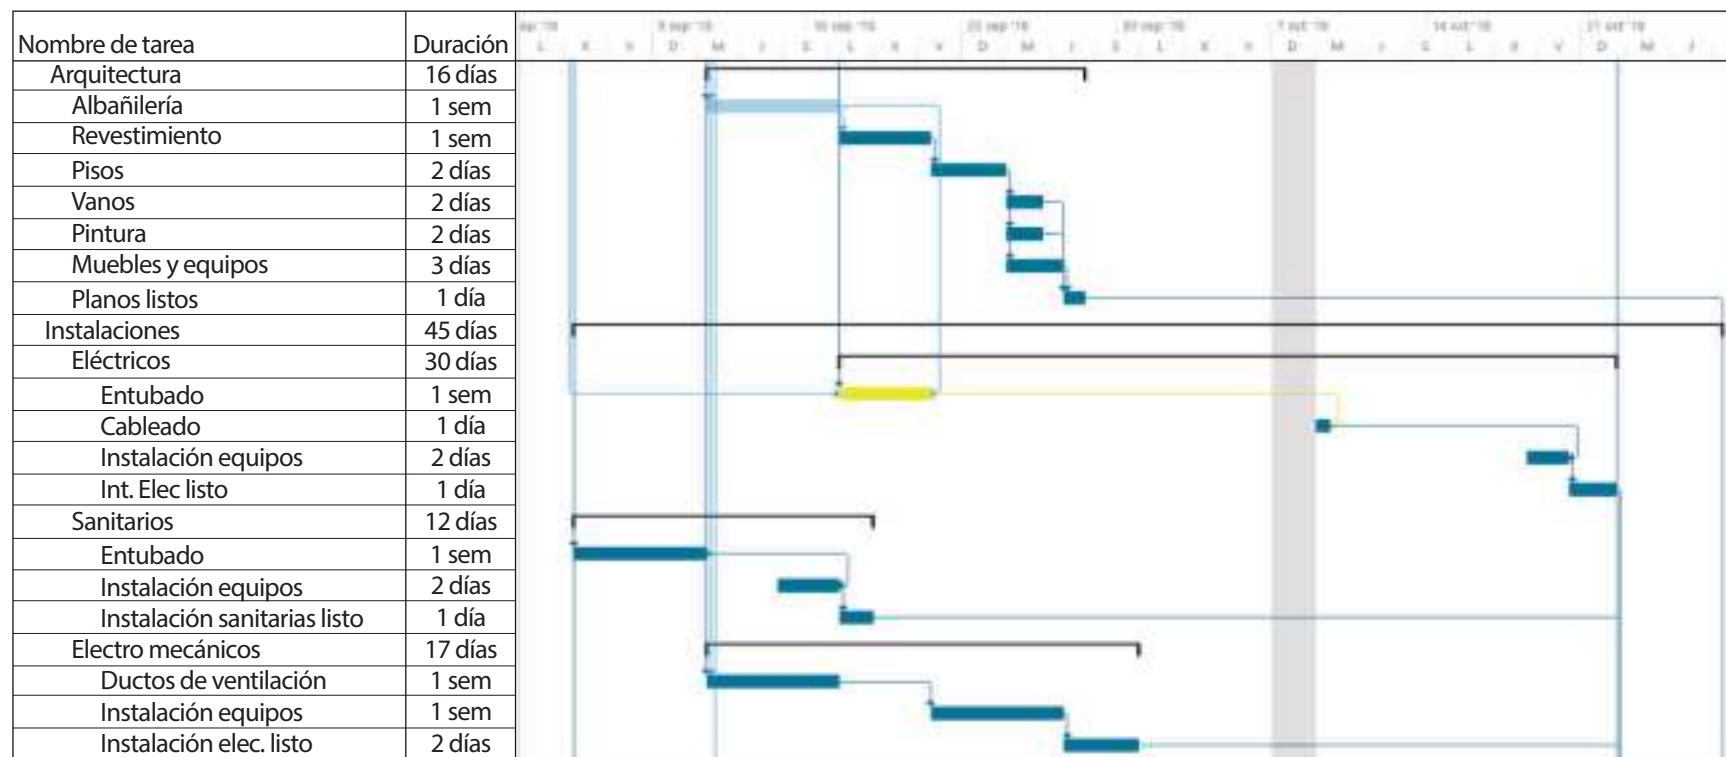 Nombre de tarea Duración
Arquitectura 16 días
Albañilería 1 sem
Revestimiento 1 sem
Pisos 2 días
Vanos 2 días
Pintura 2 días
Muebles y equipos 3 días
Planos listos 1 día
Instalaciones 45 días
Eléctricos 30 días
Entubado 1 sem
Cableado 1 día
Instalación equipos 2 días
Int. Elec listo 1 día
Sanitarios 12 días
Entubado 1 sem
Instalación equipos 2 días
Instalación sanitarias listo 1 día
Electro mecánicos 17 días
Ductos de ventilación 1 sem
Instalación equipos 1 sem
Instalación elec. listo 2 días